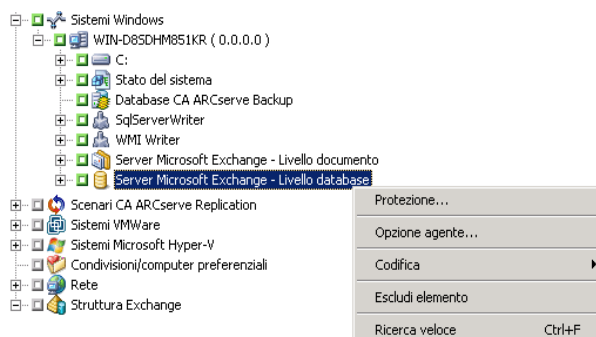 Sistemi Windows
WIN-D8SDHM851KR ( 0.0.0.0 )
C:
Stato del sistema
Database CA ARCserve Backup
SqlServerWriter
WMI Writer
Server Microsoft Exchange - Livello documento
Server Microsoft Exchange - Livello database
Scenari CA ARCserve Replication
Sistemi VMWare
Sistemi Microsoft Hyper-V
Condivisioni/computer preferenziali
Rete
Struttura Exchange
Protezione...
Opzione agente...
Codifica
Escludi elemento
Ricerca veloce Ctrl+F